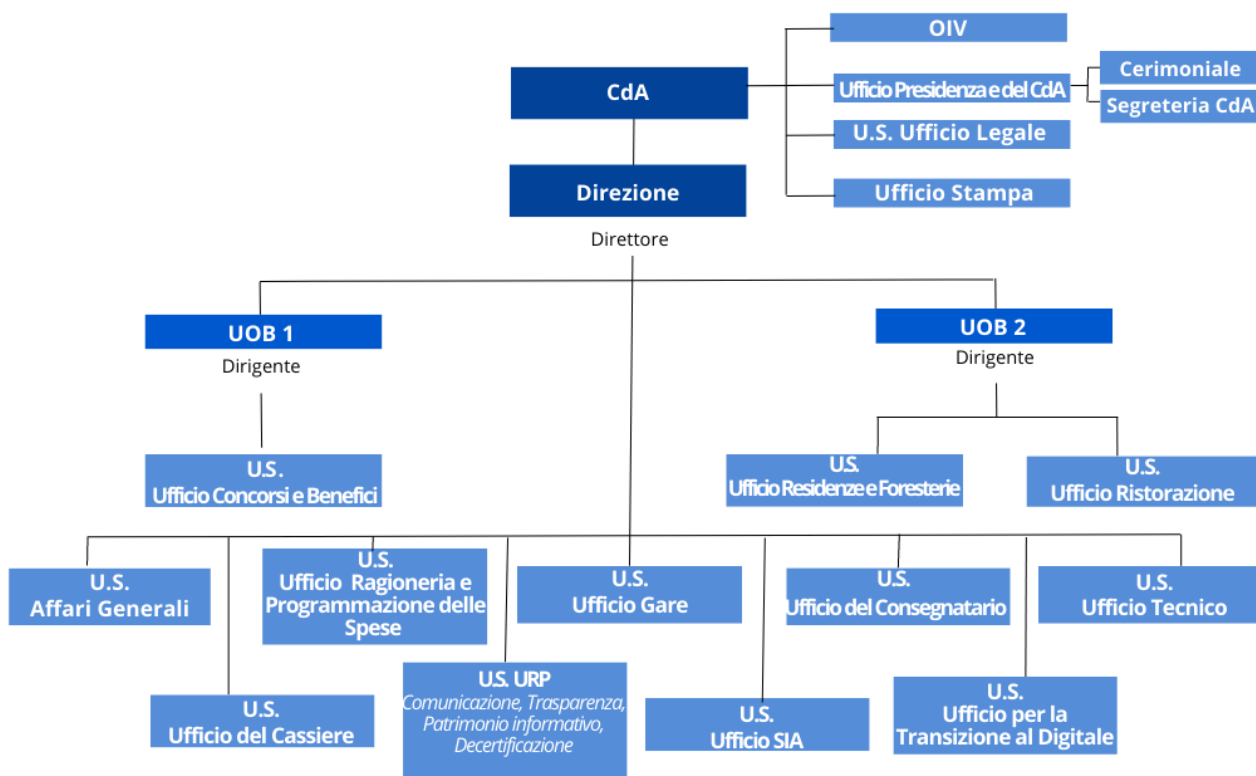 OIV
CdA
Ufficio Presidenza e del CdA
Cerimoniale
Segreteria CdA
U.S. Ufficio Legale
Direzione
Ufficio Stampa
Direttore
UOB 1
Dirigente
UOB 2
Dirigente
U.S.
Ufficio Concorsi e Benefici
U.S.
Ufficio Residenze e Foresterie
U.S.
Ufficio Ristorazione
U.S.
Affari Generali
U.S.
Ufficio Ragioneria e
Programmazione delle
Spese
U.S.
Ufficio Gare
U.S.
Ufficio del Consegnatario
U.S.
Ufficio Tecnico
U.S.
Ufficio del Cassiere
U.S. URP
Comunicazione, Trasparenza,
Patrimonio informativo,
Decertificazione
U.S.
Ufficio SIA
U.S.
Ufficio per la
Transizione al Digitale